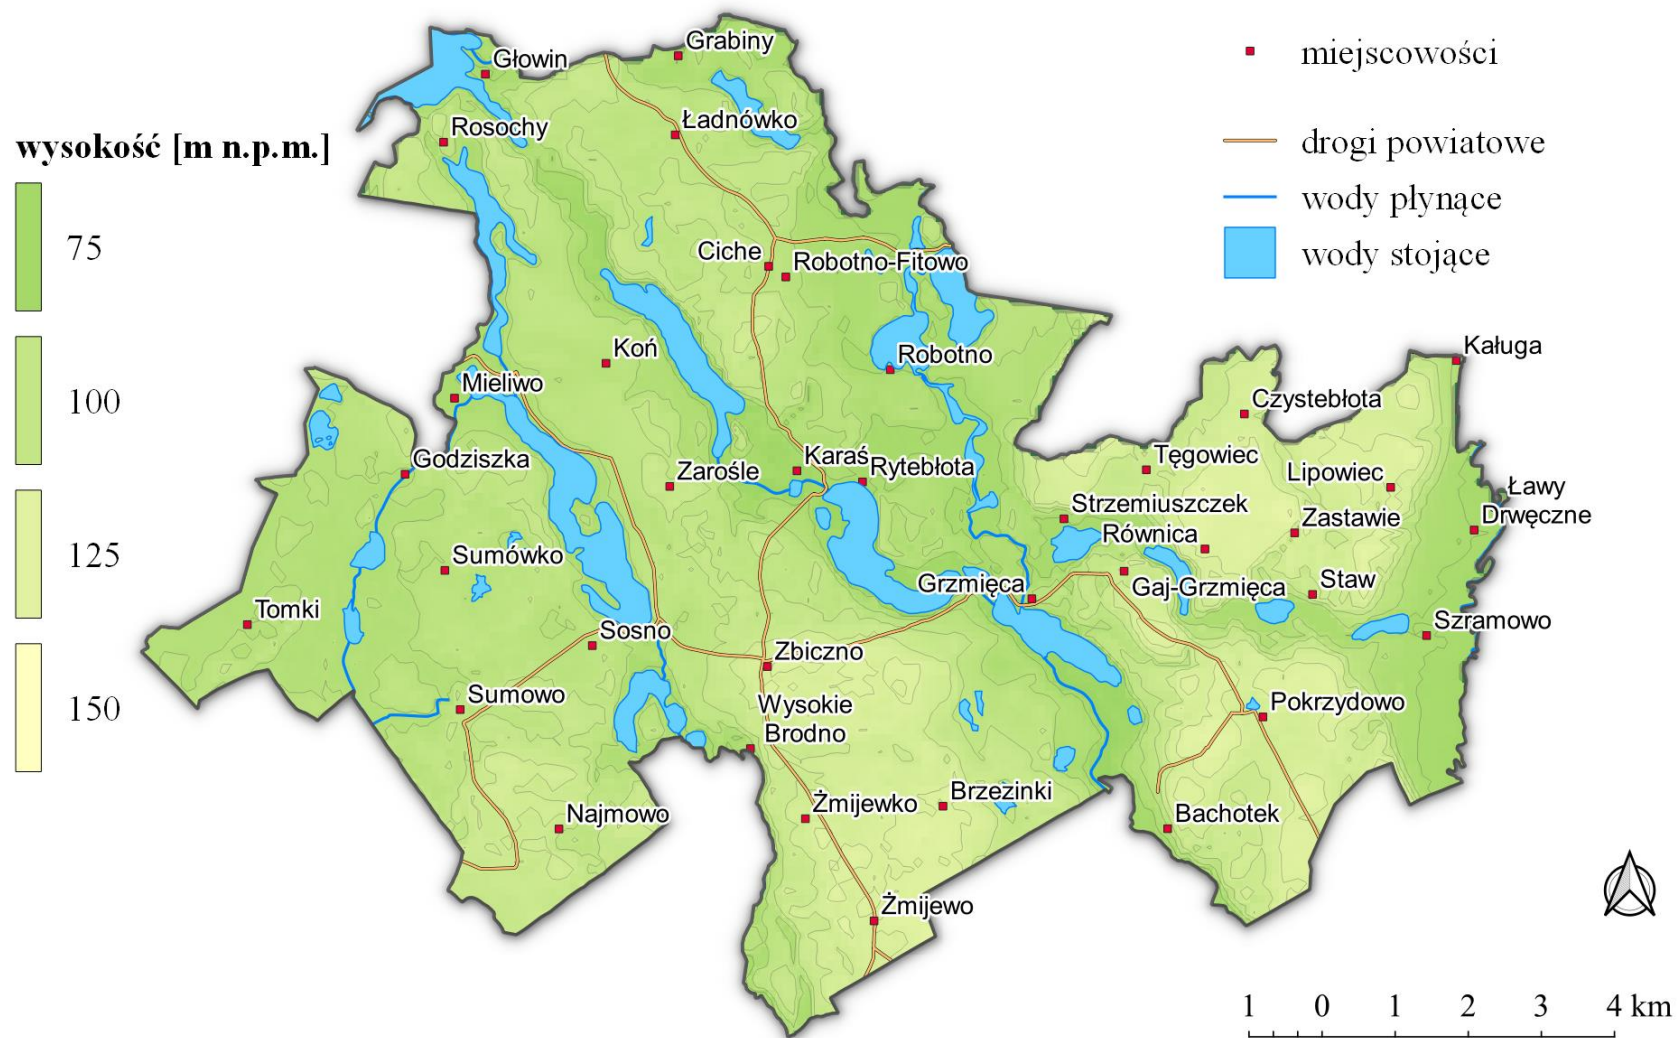 wysokość [m n.p.m.]
75
100
125
150
miejscowości
drogi powiatowe
wody płynące
wody stojące
Głowin
Grabiny
Rosochy
Ładnówko
Ciche
Robotno-Fitowo
Koń
Robotno
Kaługa
Mieliwo
Czystebłota
Godziszka
Zarośle
Karaś
Rytebłota
Tęgowiec
Lipowiec
Ławy
Drwęczne
Strzemiuszczek
Zastawie
Równica
Sumówko
Grzmięca
Gaj-Grzmięca
Staw
Tomki
Sosno
Szramowo
Zbiczno
Sumowo
Wysokie
Brodno
Pokrzydowo
Najmowo
Żmijewko
Brzezinki
Bachotek
Żmijewo
1 0 1 2 3 4 km